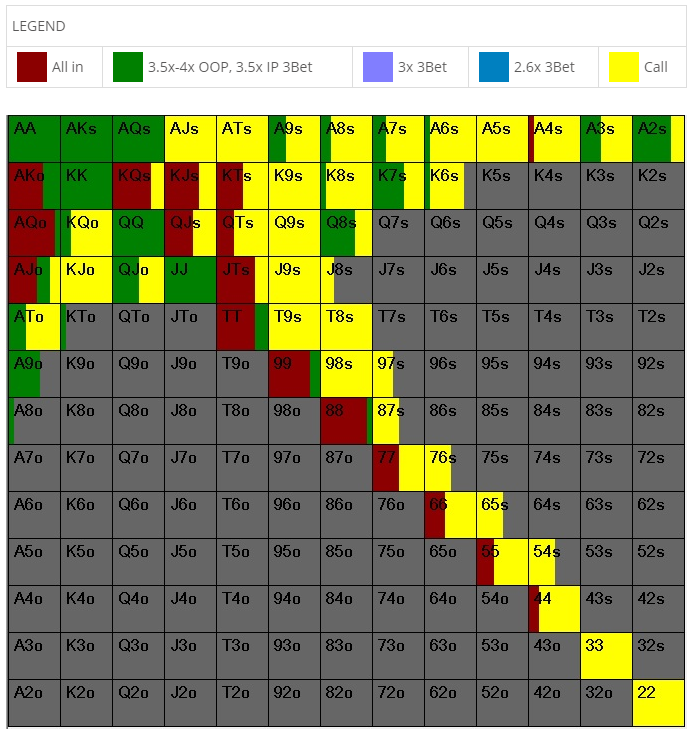 LEGEND
All in 3.5x-4x OOP, 3.5x IP 3Bet 3x 3Bet 2.6x 3Bet Call
AA AKs AQs AJs ATs A9s A8s A7s A6s A5s A4s A3s A2s
AKo KK KQs KJs KTs K9s K8s K7s K6s K5s K4s K3s K2s
AQo KQo QQ QJs QTs Q9s Q8s Q7s Q6s Q5s Q4s Q3s Q2s
AJo KJo QJo JJ JTs J9s J8s J7s J6s J5s J4s J3s J2s
ATo KTo QTo JTo TT T9s T8s T7s T6s T5s T4s T3s T2s
A9o K9o Q9o J9o T9o 99 98s 97s 96s 95s 94s 93s 92s
A8o K8o Q8o J8o T8o 98o 88 87s 86s 85s 84s 83s 82s
A7o K7o Q7o J7o T7o 97o 87o 77 76s 75s 74s 73s 72s
A6o K6o Q6o J6o T6o 96o 86o 76o 66 65s 64s 63s 62s
A5o K5o Q5o J5o T5o 95o 85o 75o 65o 55 54s 53s 52s
A4o K4o Q4o J4o T4o 94o 84o 74o 64o 54o 44 43s 42s
A3o K3o Q3o J3o T3o 93o 83o 73o 63o 53o 43o 33 32s
A2o K2o Q2o J2o T2o 92o 82o 72o 62o 52o 42o 32o 22